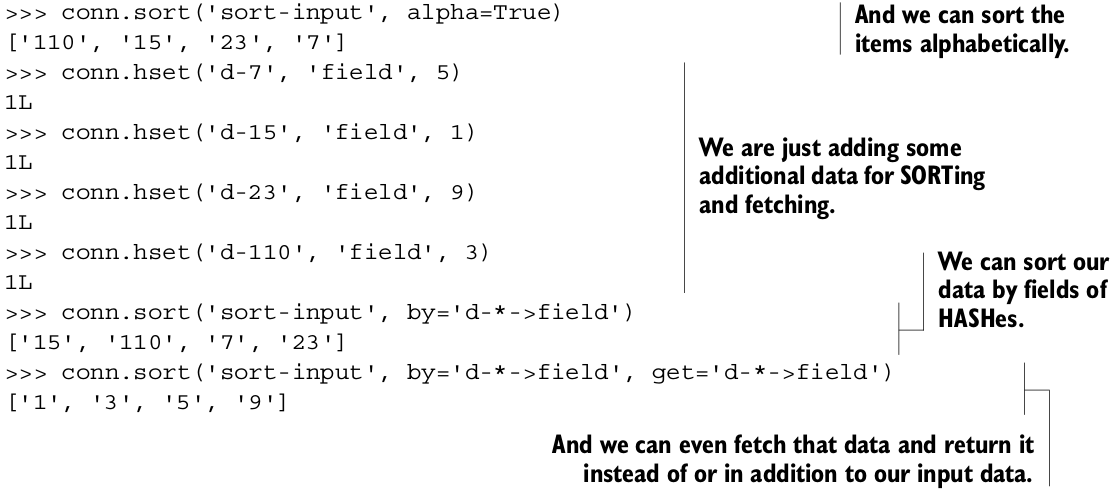 >>> conn.sort('sort-input', alpha=True)
['110', '15', '23', '7']
And we can sort the
items alphabetically.
>>> conn.hset('d-7', 'field', 5)
1L
>>> conn.hset('d-15', 'field', 1)
1L
>>> conn.hset('d-23', 'field', 9)
1L
>>> conn.hset('d-110', 'field', 3)
1L
We are just adding some
additional data for SORTing
and fetching.
>>> conn.sort('sort-input', by='d-*->field')
['15', '110', '7', '23']
We can sort our
data by fields of
HASHes.
>>> conn.sort('sort-input', by='d-*->field', get='d-*->field')
['1', '3', '5', '9']
And we can even fetch that data and return it
instead of or in addition to our input data.